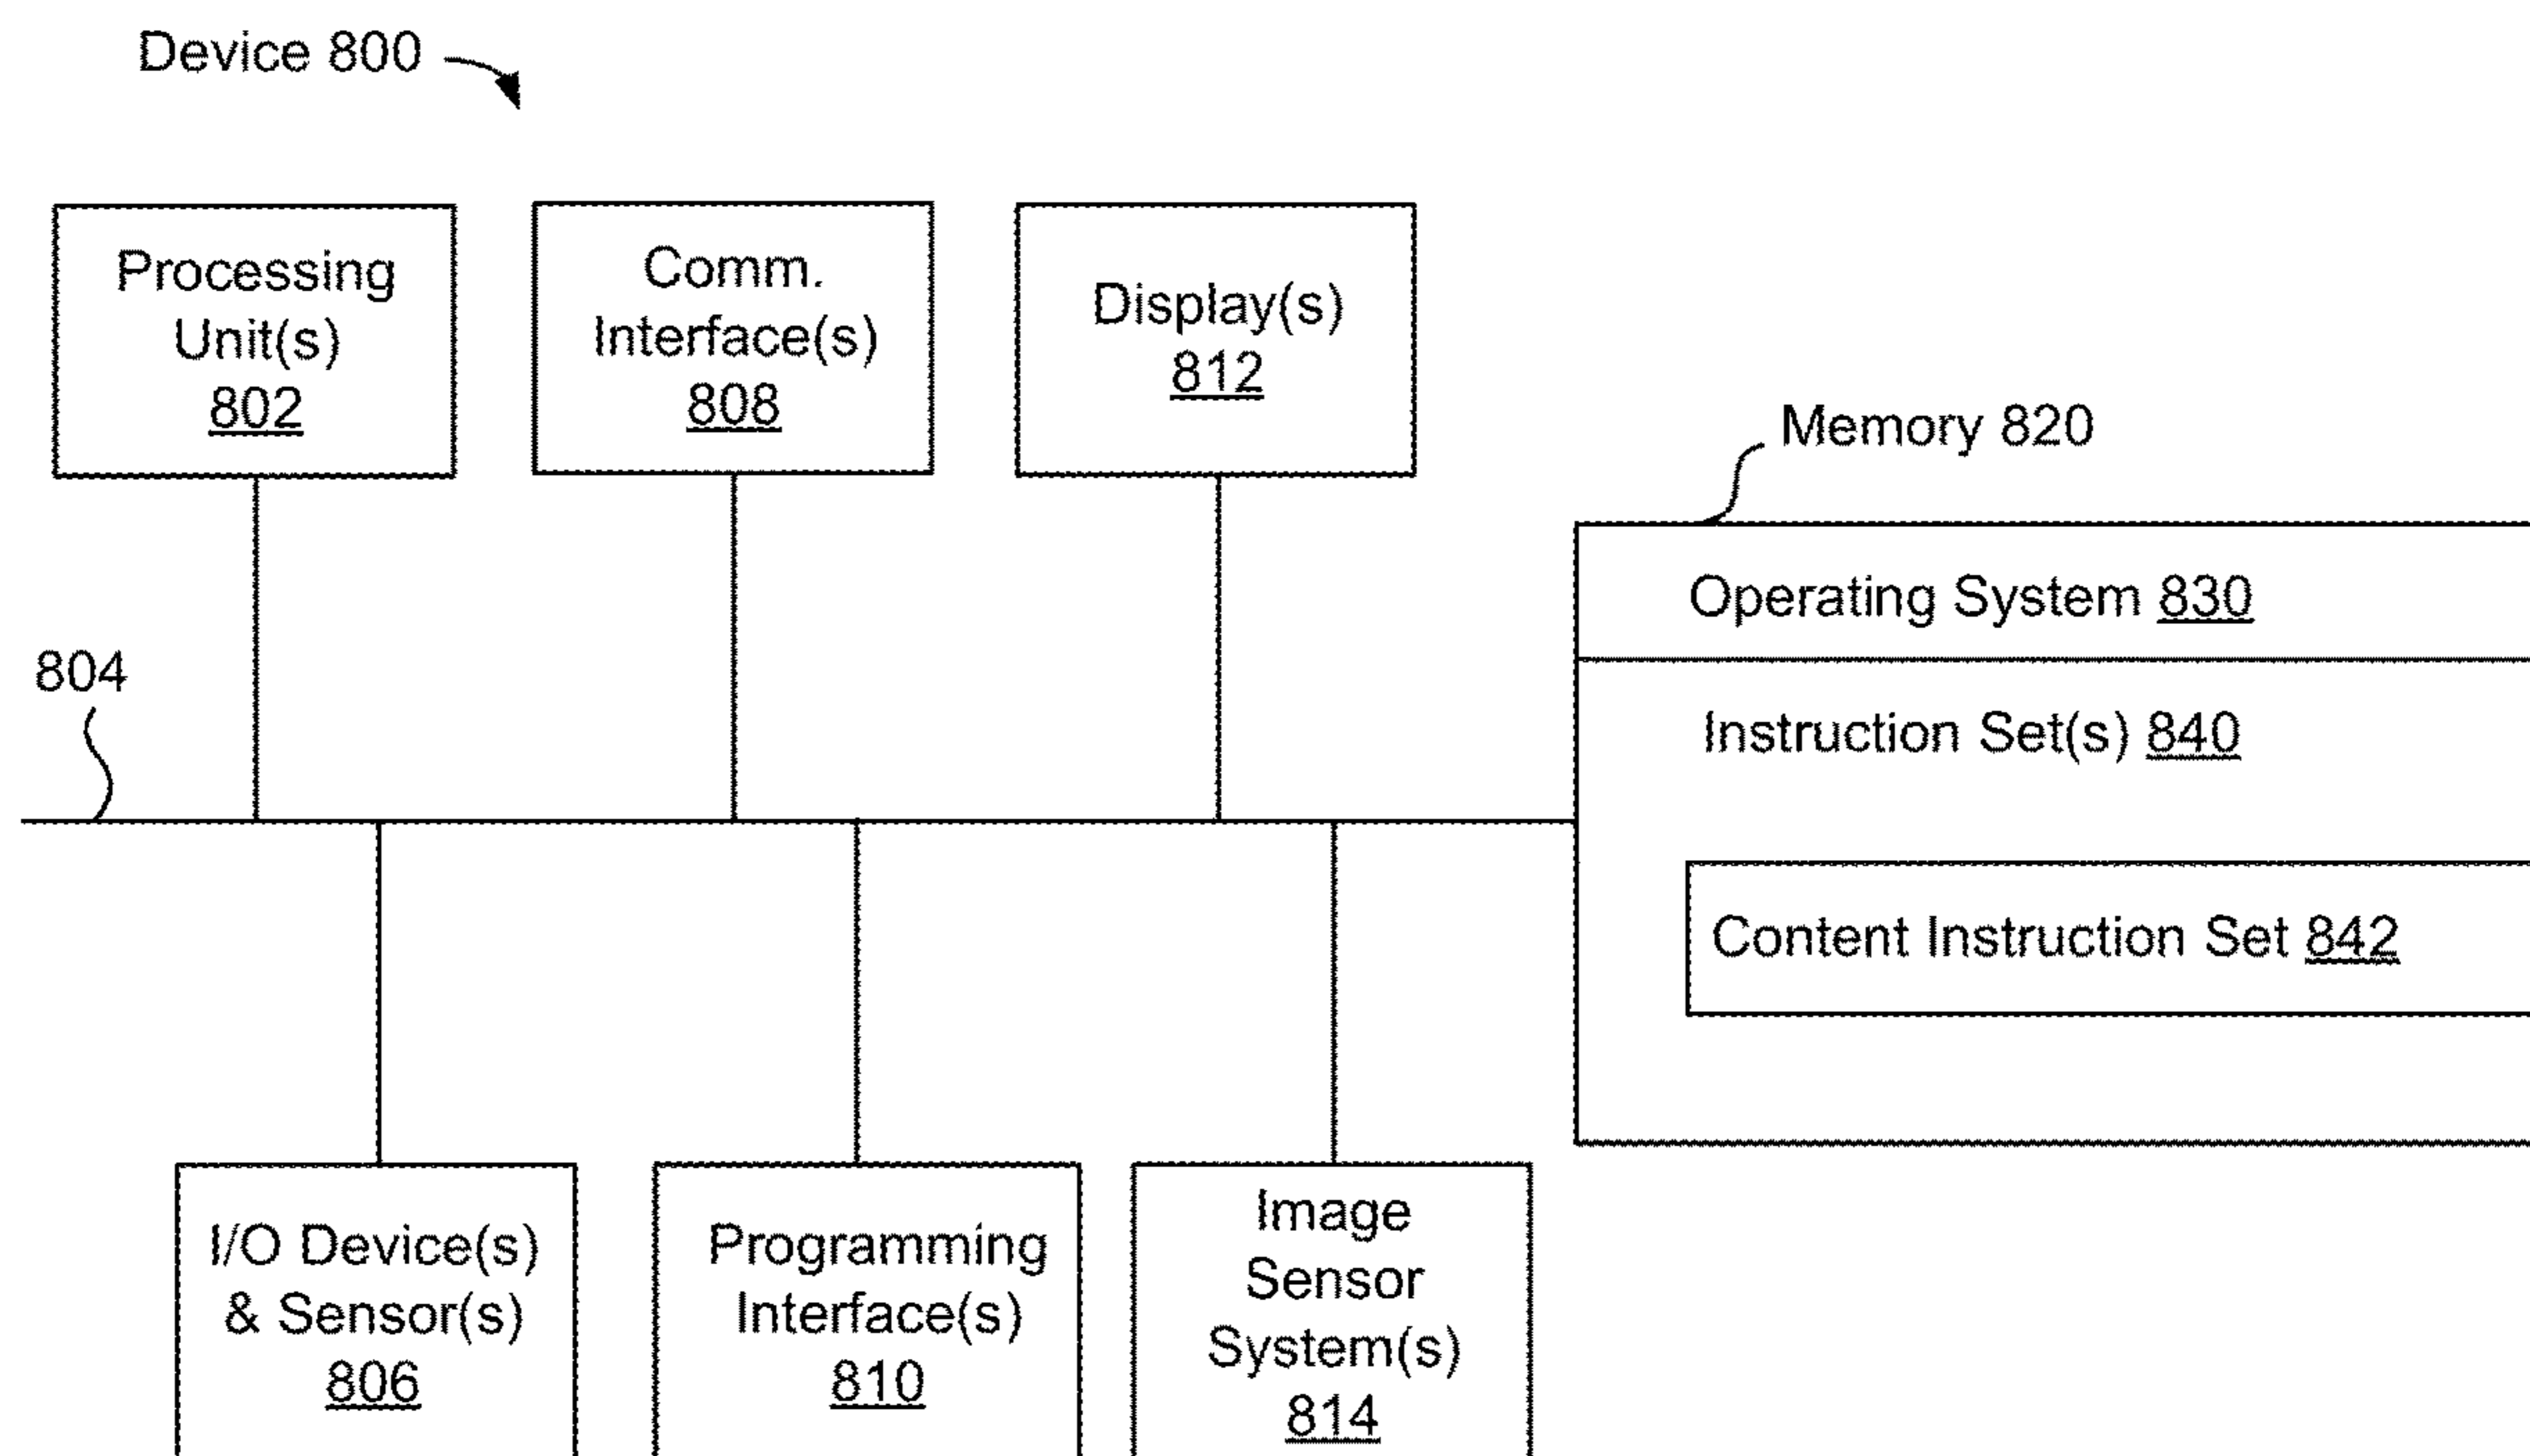 Device 800
Processing
Unit(s)
802
Comm.
Interface(s)
808
Display(s)
812
Memory 820
Operating System 830
Instruction Set(s) 840
Content Instruction Set 842
804
I/O Device(s)
& Sensor(s)
806
Programming
Interface(s)
810
Image
Sensor
System(s)
814